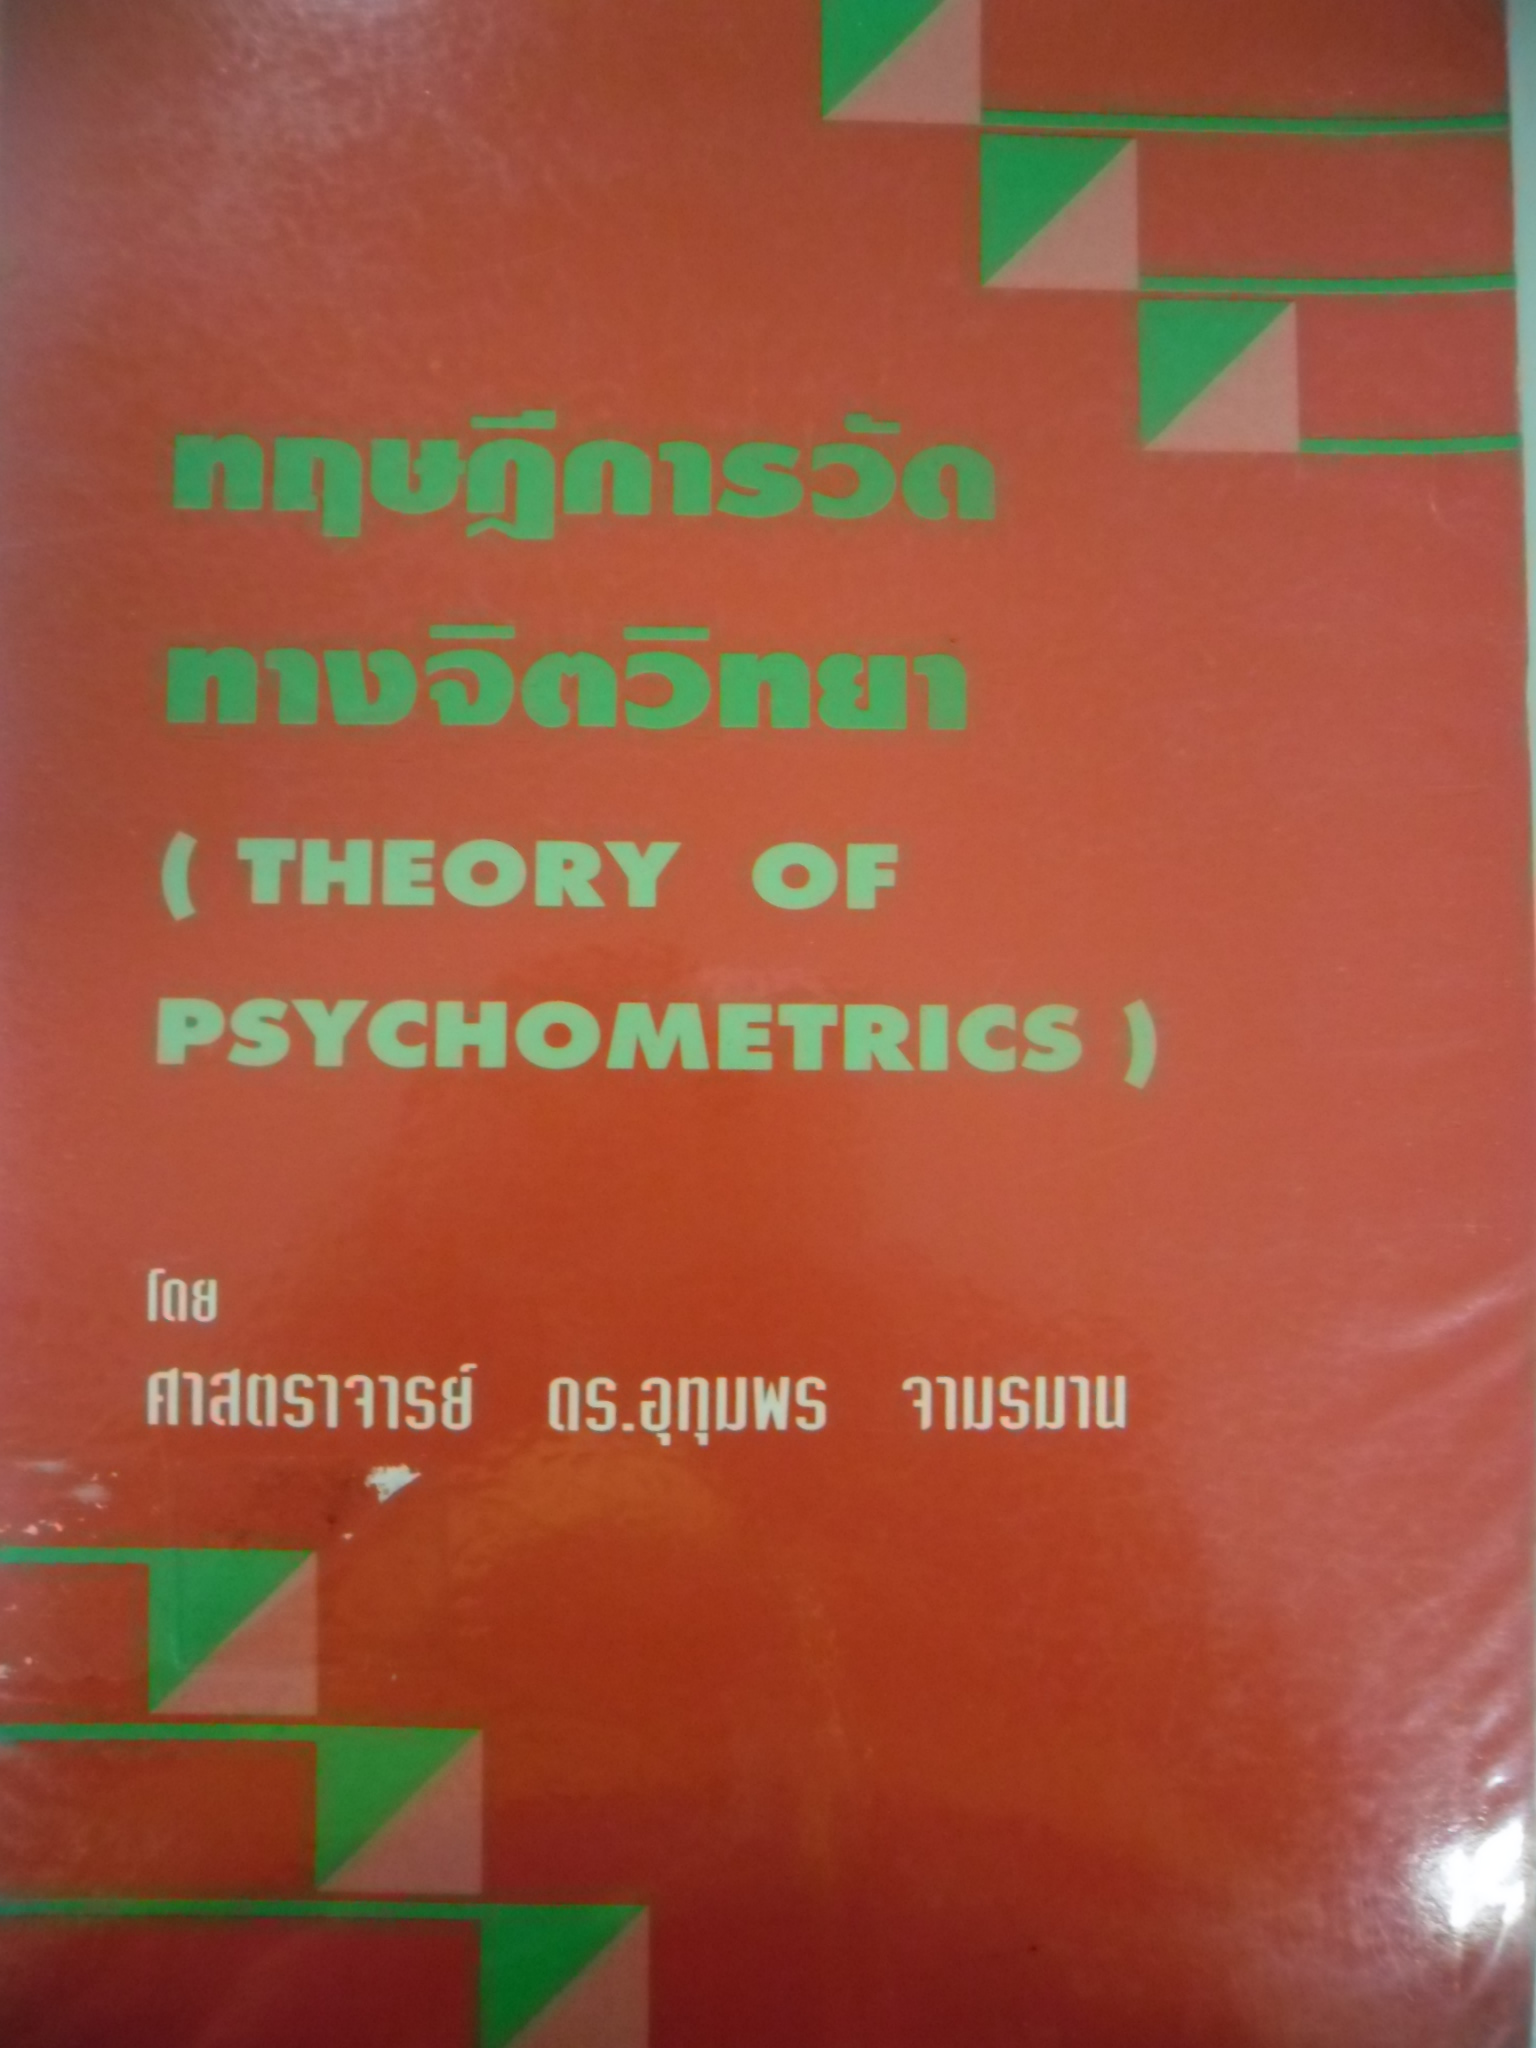 ทฤษฎีการวัด
ทางจิตวิทยา
( THEORY OF
PSYCHOMETRICS )
โดย
ศาสตราจารย์ ดร.อุทุมพร จามรมาน